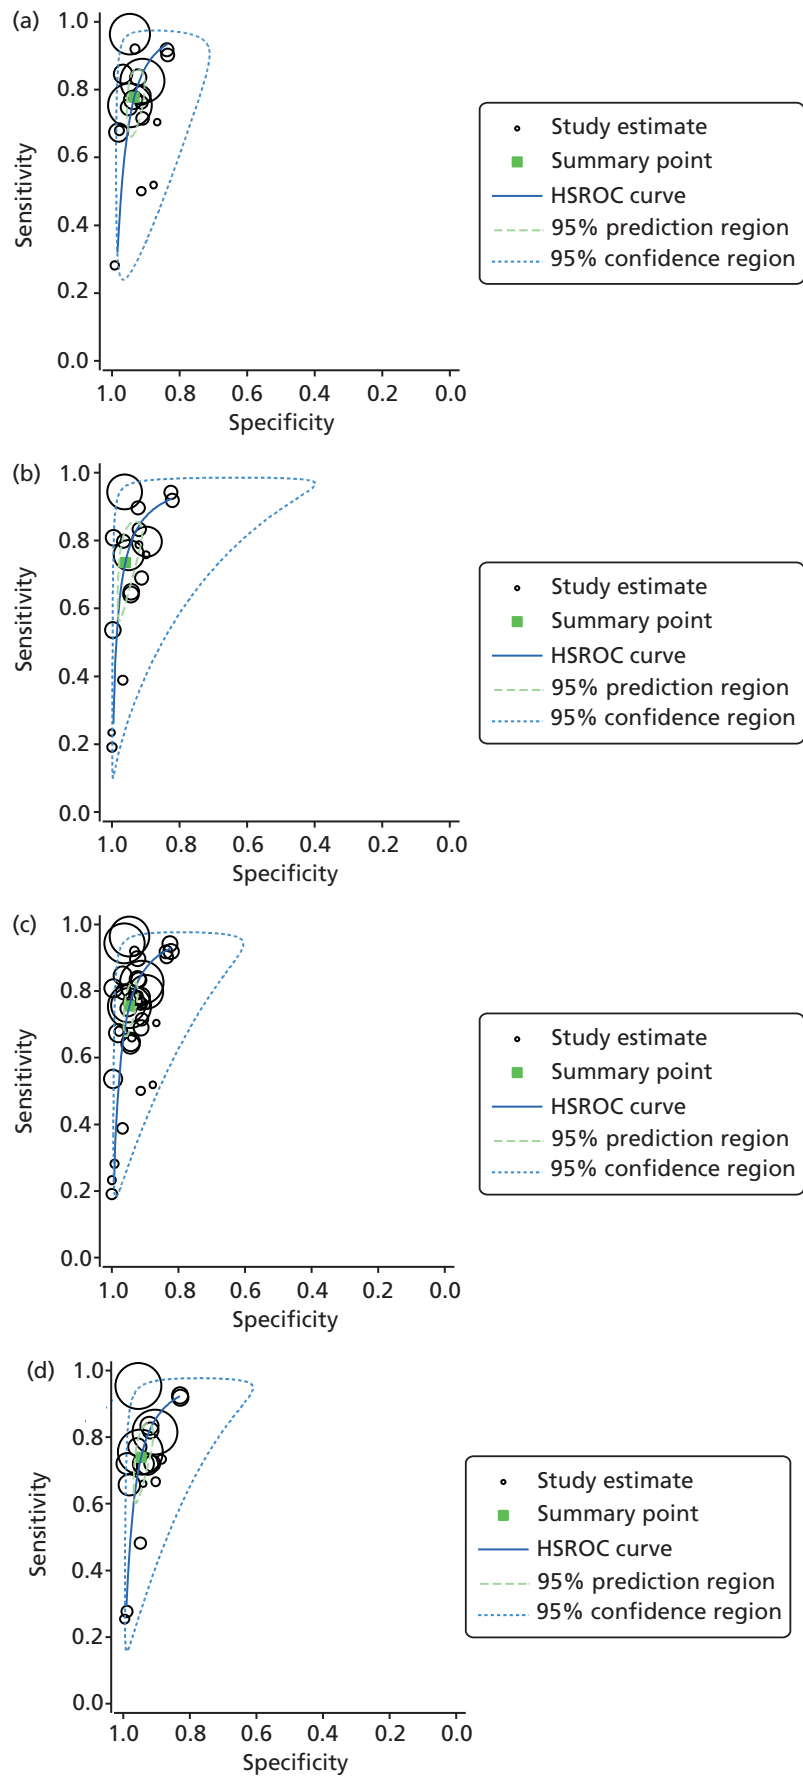 (a)
1.0
0.8
0.6
0.4
0.2
0.0
Sensitivity
1.0 0.8 0.6 0.4 0.2 0.0
Specificity
Study estimate
Summary point
HSROC curve
95% prediction region
95% confidence region
(b)
1.0
0.8
0.6
0.4
0.2
0.0
Sensitivity
1.0 0.8 0.6 0.4 0.2 0.0
Specificity
Study estimate
Summary point
HSROC curve
95% prediction region
95% confidence region
(c)
1.0
0.8
0.6
0.4
0.2
0.0
Sensitivity
1.0 0.8 0.6 0.4 0.2 0.0
Specificity
Study estimate
Summary point
HSROC curve
95% prediction region
95% confidence region
(d)
1.0
0.8
0.6
0.4
0.2
0.0
Sensitivity
1.0 0.8 0.6 0.4 0.2 0.0
Specificity
Study estimate
Summary point
HSROC curve
95% prediction region
95% confidence region